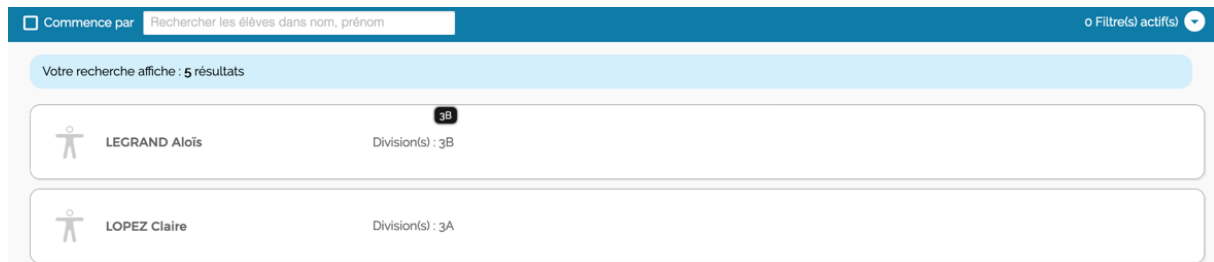 Commence par Rechercher les élèves dans nom, prénom 0 Filtre(s) actif(s)
Votre recherche affiche : 5 résultats
3B
LEGRAND Aloïs Division(s) : 3B
LOPEZ Claire Division(s) : 3A